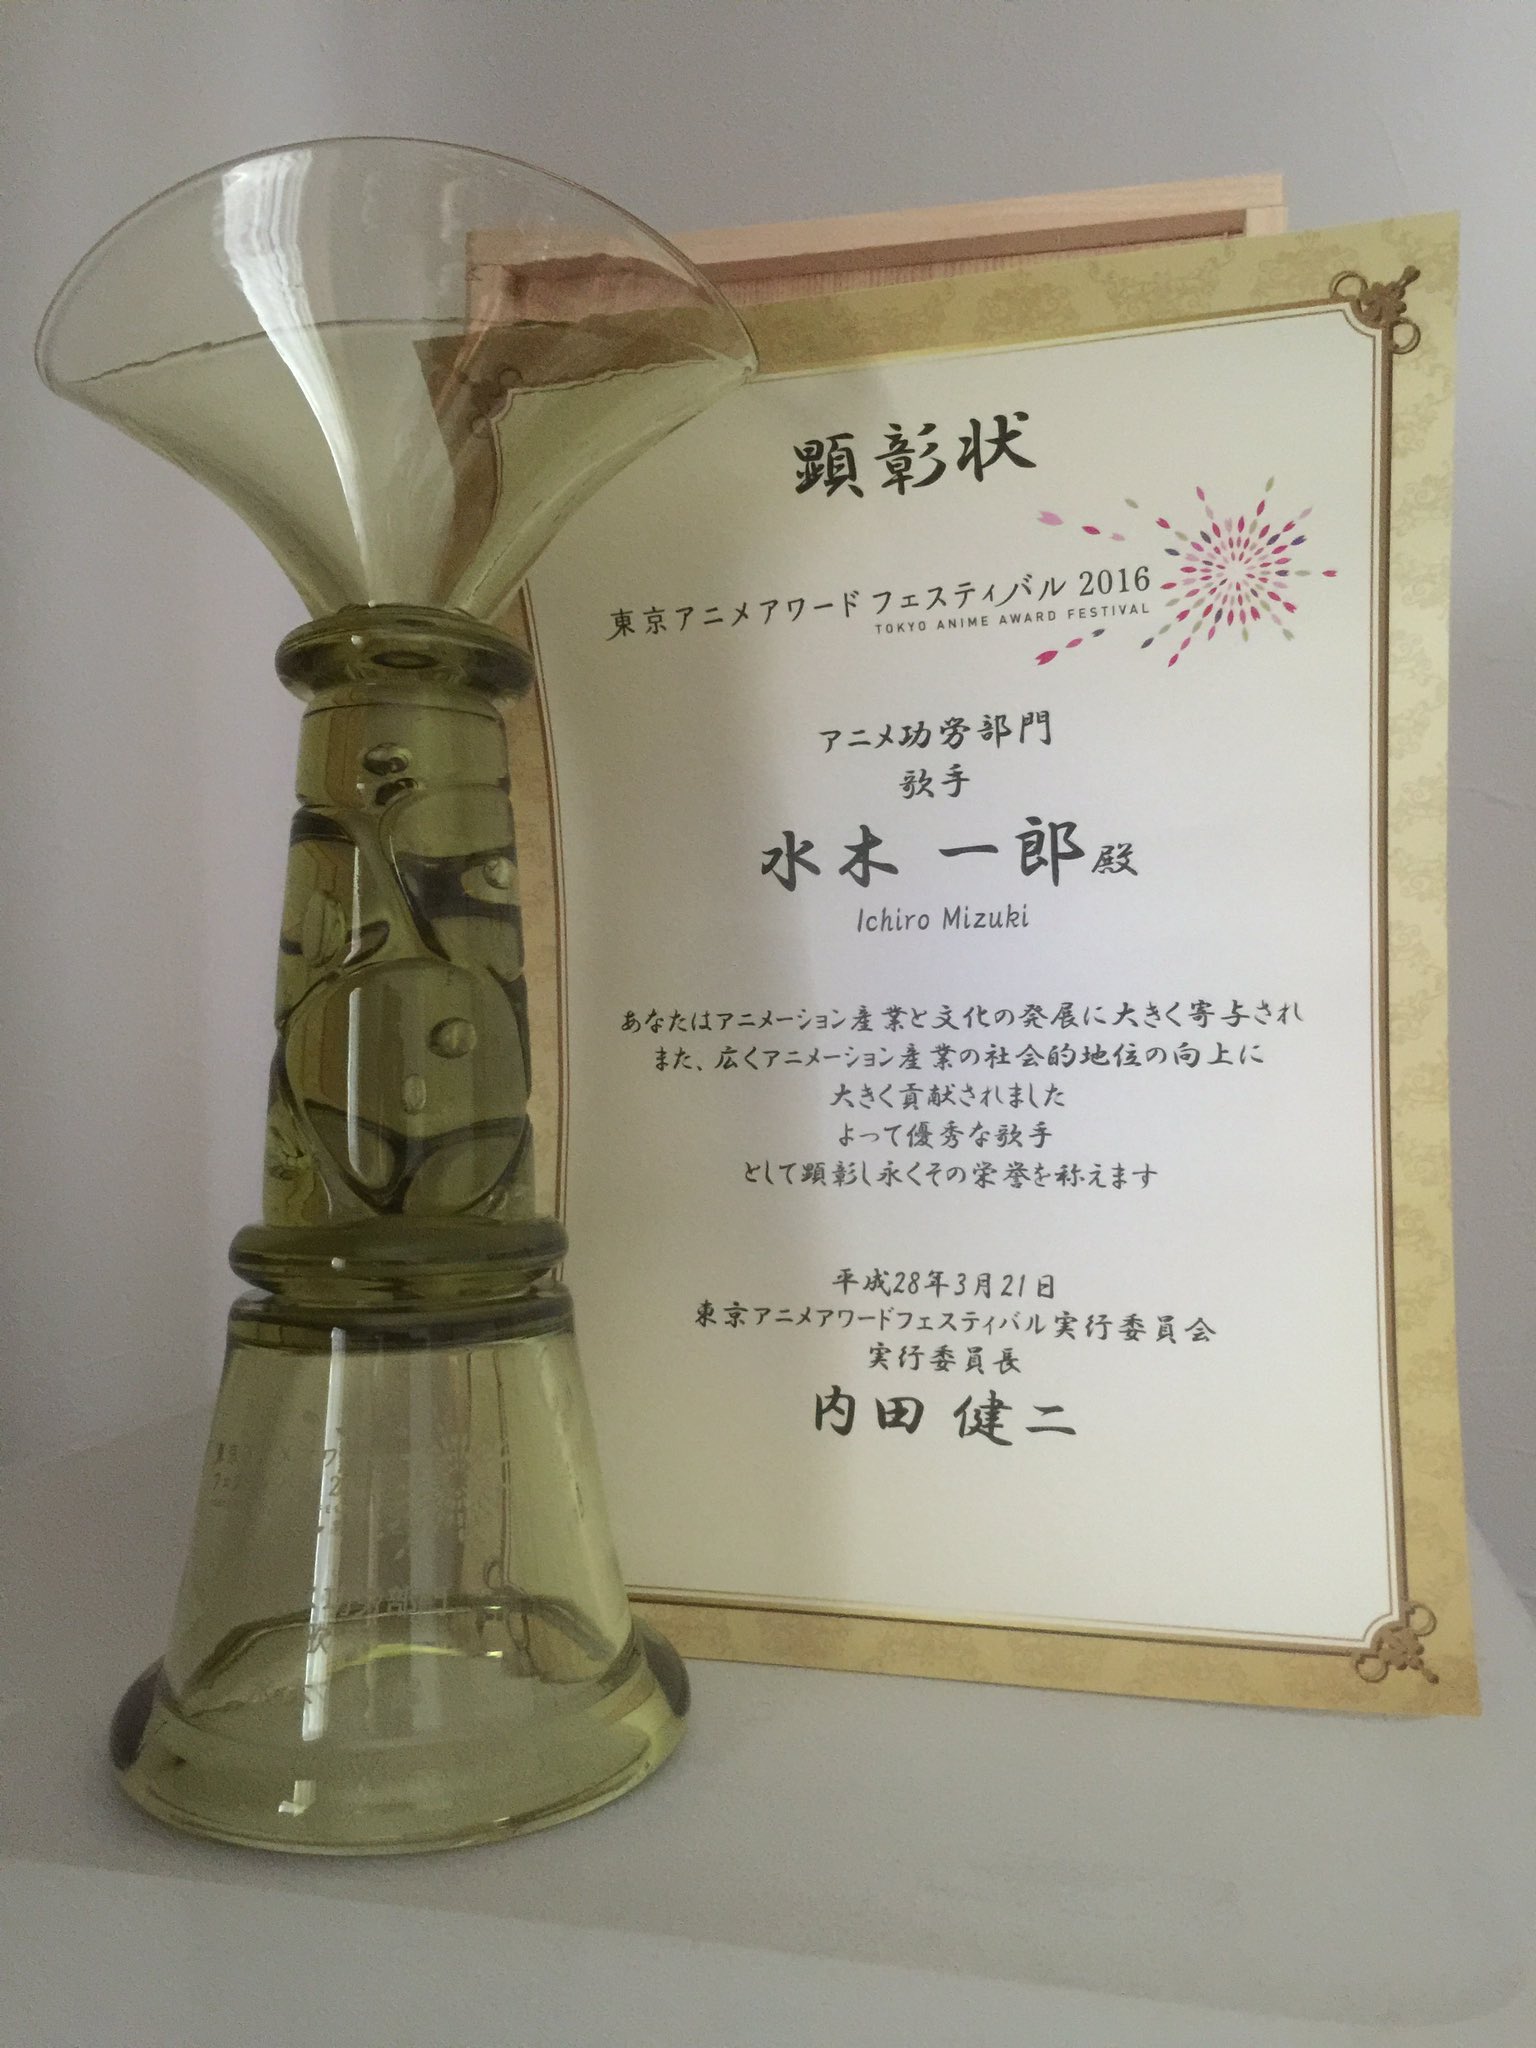 顕彰状
東京アニメアワード フェスティバル 2016
TOKYO ANIME AWARD FESTIVAL
アニメ功労部門
歌手
水木 一郎殿
Ichiro Mizuki
あなたはアニメーション産業と文化の発展に大きく寄与され
また、広くアニメーション産業の社会的地位の向上に
大きく貢献されました
よって優秀な歌手
として顕彰し永くその栄誉を称えます
平成28年3月21日
東京アニメアワードフェスティバル実行委員会
実行委員長
内田 健二